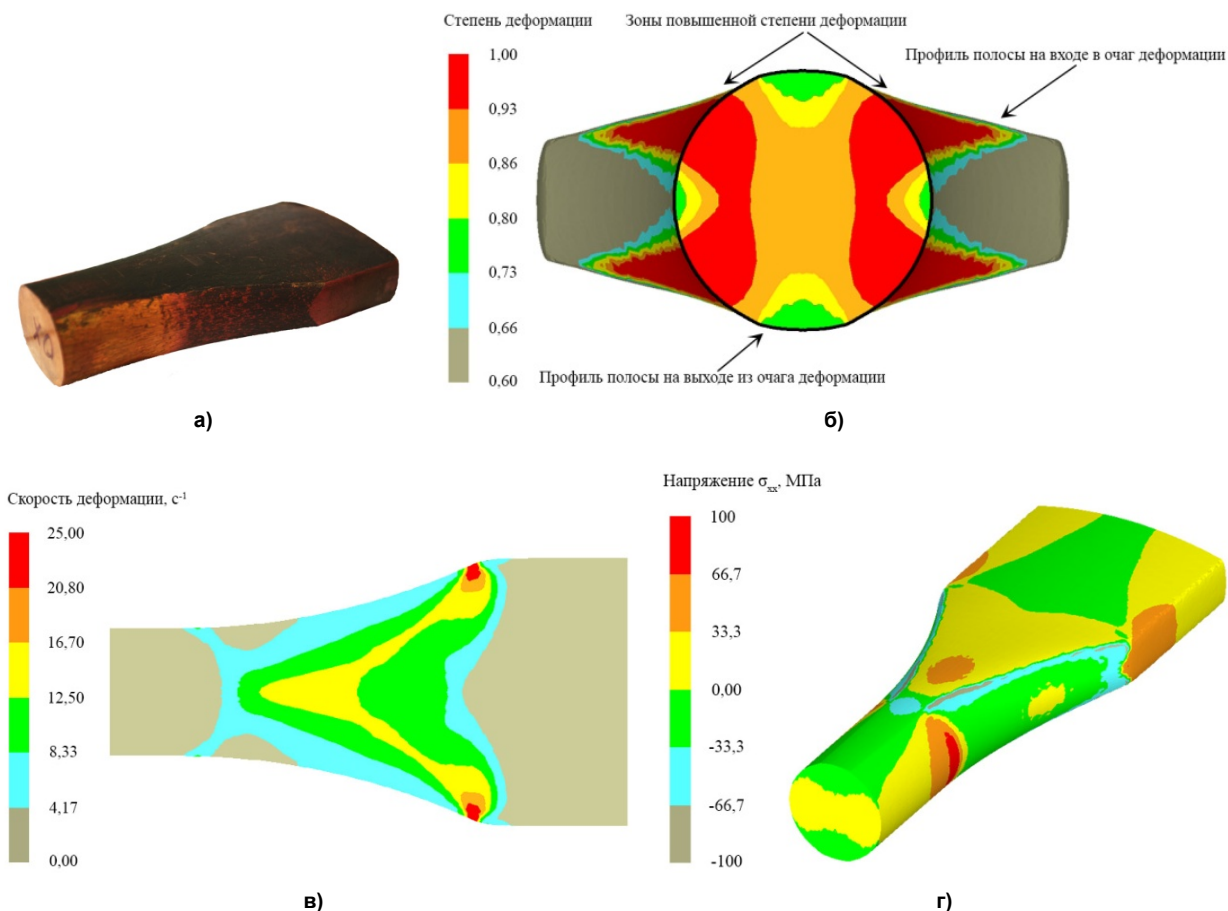 Степень деформации
Зоны повышенной степени деформации
Профиль полосы на входе в очаг деформации
1,00
0,93
0,86
0,80
0,73
0,66
0,60
Профиль полосы на выходе из очага деформации
а)
б)
Скорость деформации, с-1
25,00
20,80
16,70
12,50
8,33
4,17
0,00
Напряжение σxx, МПа
100
66,7
33,3
0,00
-33,3
-66,7
-100
в)
г)